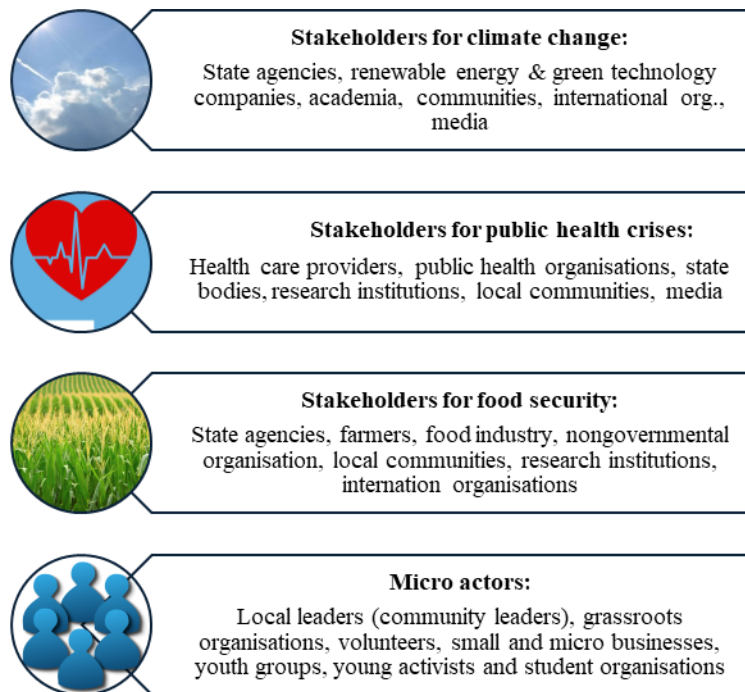 Stakeholders for climate change:
State agencies, renewable energy & green technology
companies, academia, communities, international org.,
media
Stakeholders for public health crises:
Health care providers, public health organisations, state
bodies, research institutions, local communities, media
Stakeholders for food security:
State agencies, farmers, food industry, nongovernmental
organisation, local communities, research institutions,
internation organisations
Micro actors:
Local leaders (community leaders), grassroots
organisations, volunteers, small and micro businesses,
youth groups, young activists and student organisations